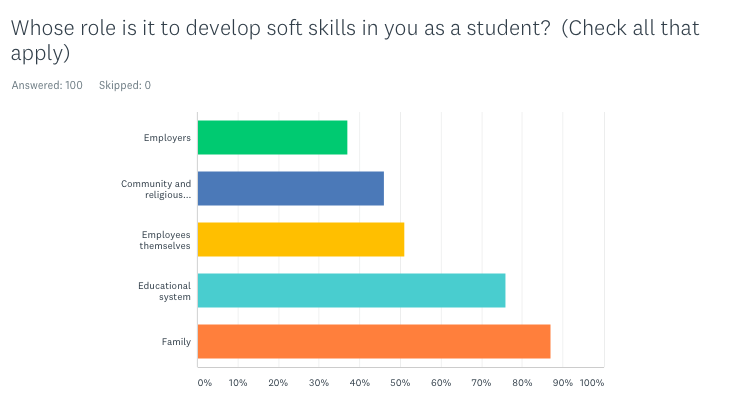 Whose role is it to develop soft skills in you as a student?  (Check all that
apply)
Answered: 100    Skipped: 0
Employers
Community and
religious...
Employees
themselves
Educational
system
Family
0% 10% 20% 30% 40% 50% 60% 70% 80% 90% 100%